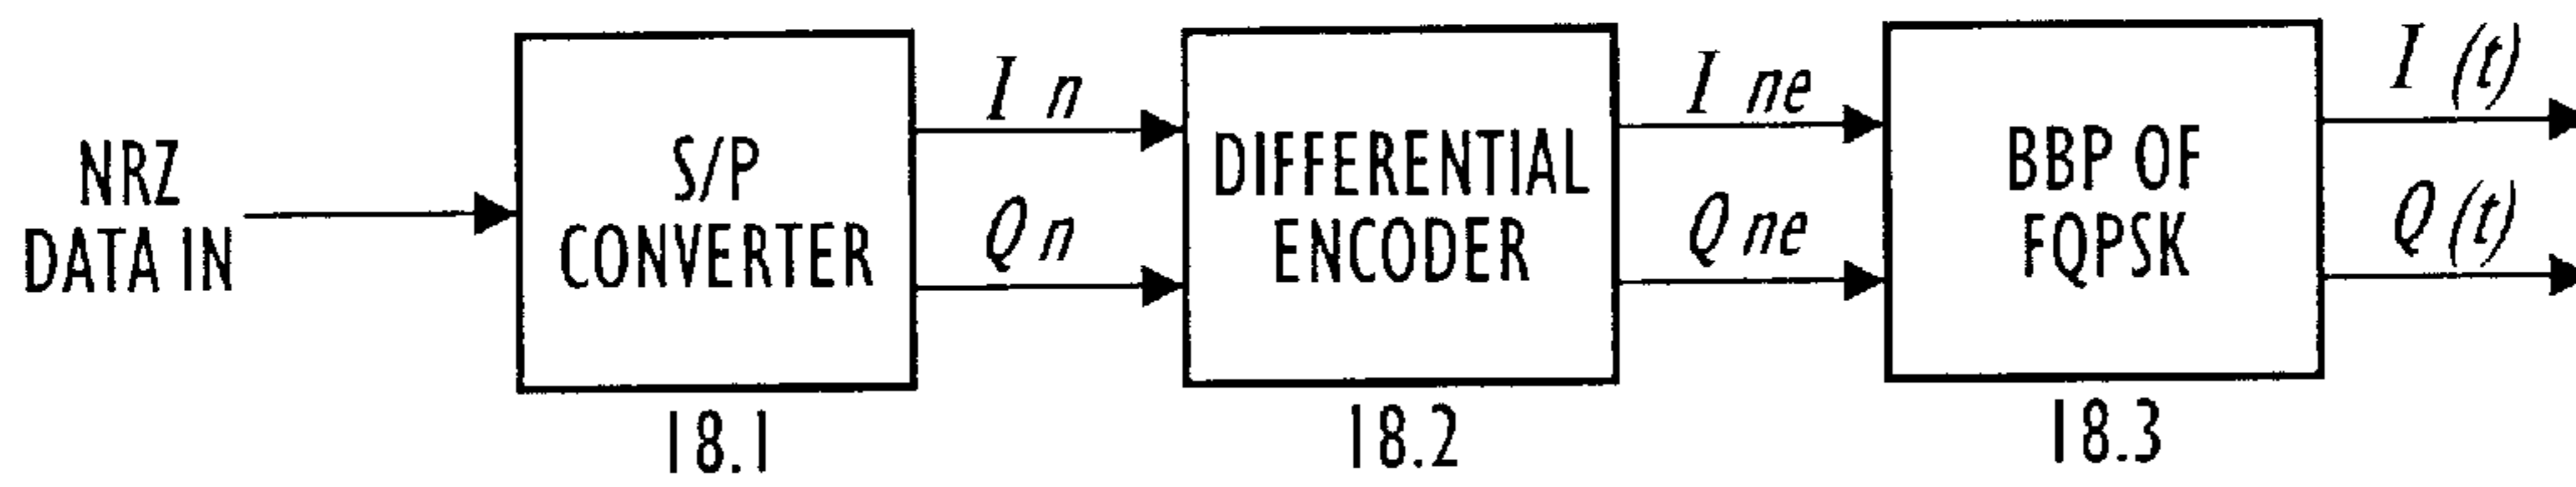 NRZ
DATA IN
S/P
CONVERTER
18.1
I n
Q n
DIFFERENTIAL
ENCODER
18.2
I ne
Q ne
BBP OF
FQPSK
18.3
I (t)
Q (t)